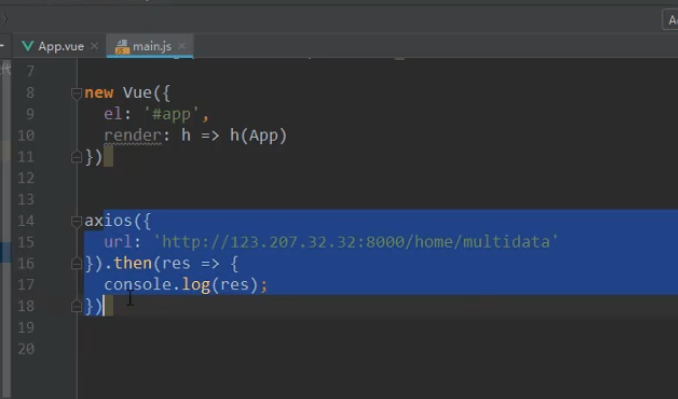 App.vue
main.js
7
8 new Vue({
9 el: '#app',
10 render: h => h(App)
11 })
12
13
14 axios({
15 url: 'http://123.207.32.32:8000/home/multidata'
16 }).then(res => {
17 console.log(res);
18 })
19
20